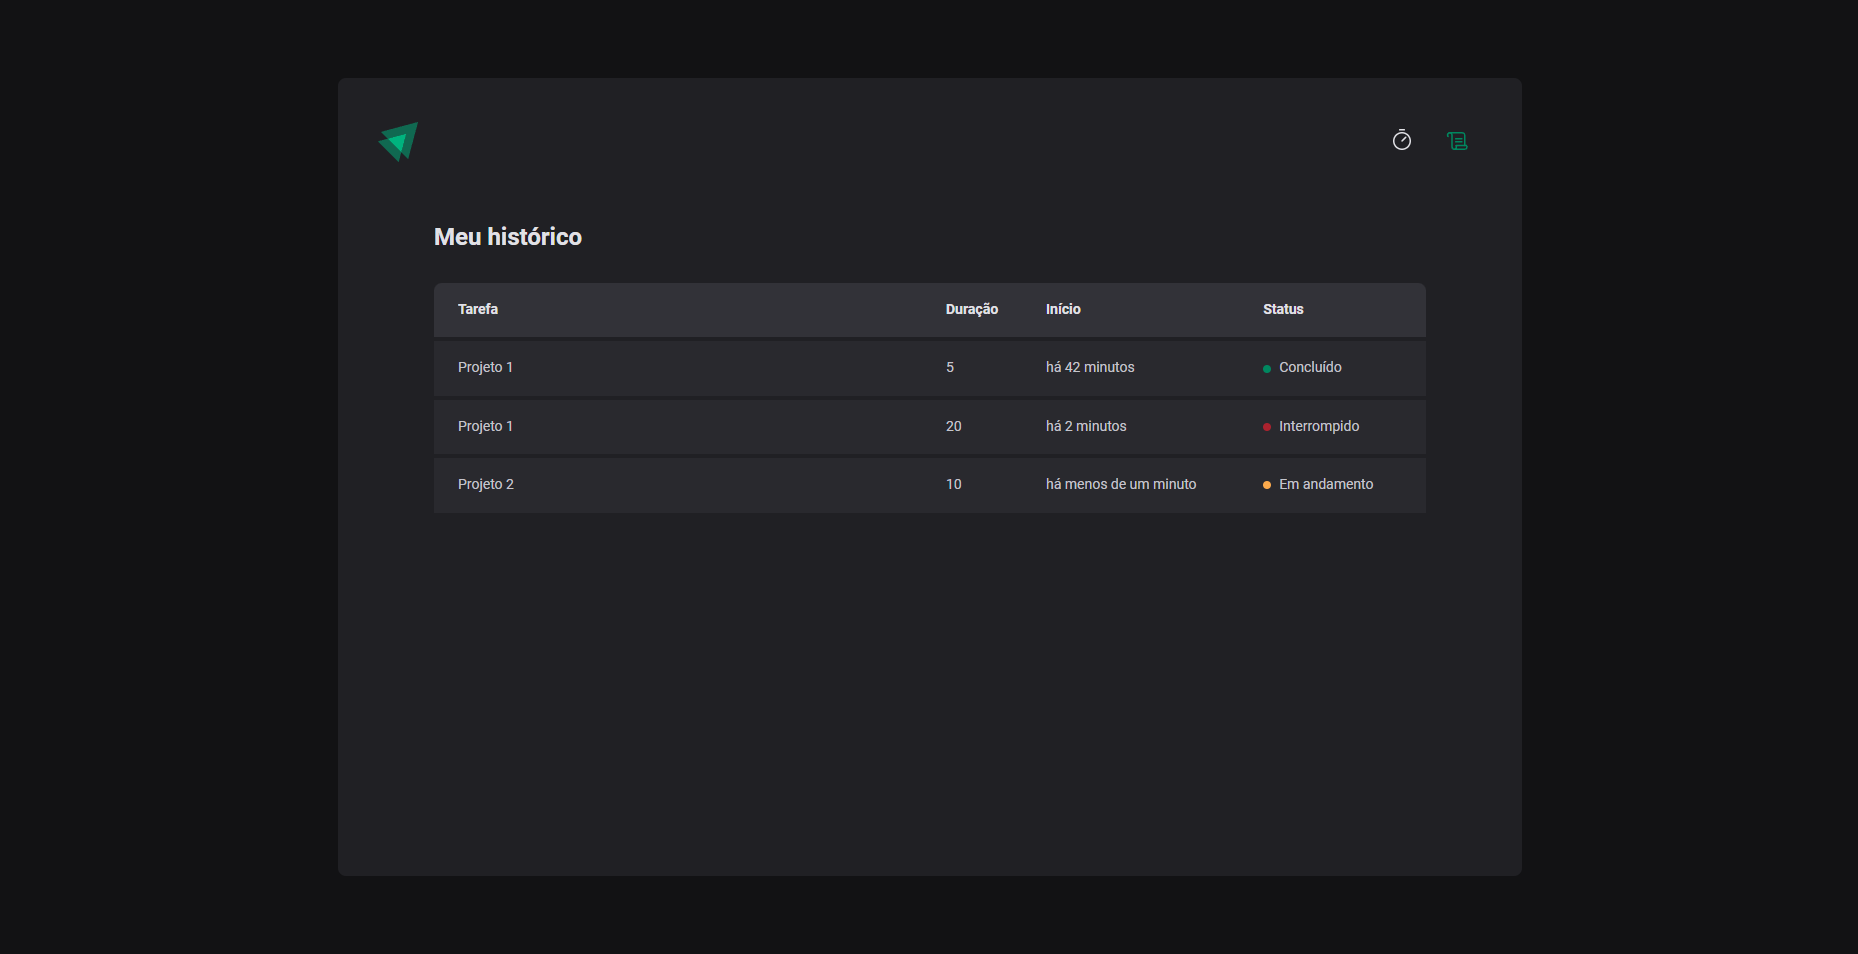 Meu histórico
Tarefa Duração Início Status
Projeto 1 5 há 42 minutos Concluído
Projeto 1 20 há 2 minutos Interrompido
Projeto 2 10 há menos de um minuto Em andamento